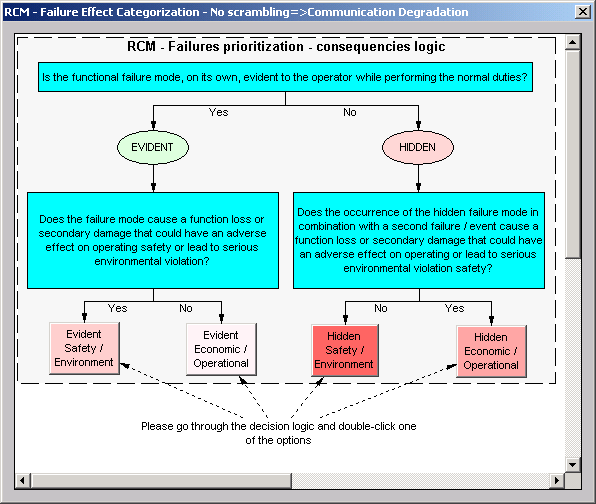 RCM - Failure Effect Categorization - No scrambling=>Communication Degradation
RCM - Failures prioritization - consequencies logic
Is the functional failure mode, on its own, evident to the operator while performing the normal duties?
Yes
No
EVIDENT
HIDDEN
Does the failure mode cause a function loss or
secondary damage that could have an adverse
effect on operating safety or lead to serious
environmental violation?
Does the occurrence of the hidden failure mode in
combination with a second failure / event cause a
function loss or secondary damage that could have
an adverse effect on operating or lead to serious
environmental violation safety?
Yes
No
No
Yes
Evident
Safety /
Environment
Evident
Economic /
Operational
Hidden
Safety /
Environment
Hidden
Economic /
Operational
Please go through the decision logic and double-click one
of the options